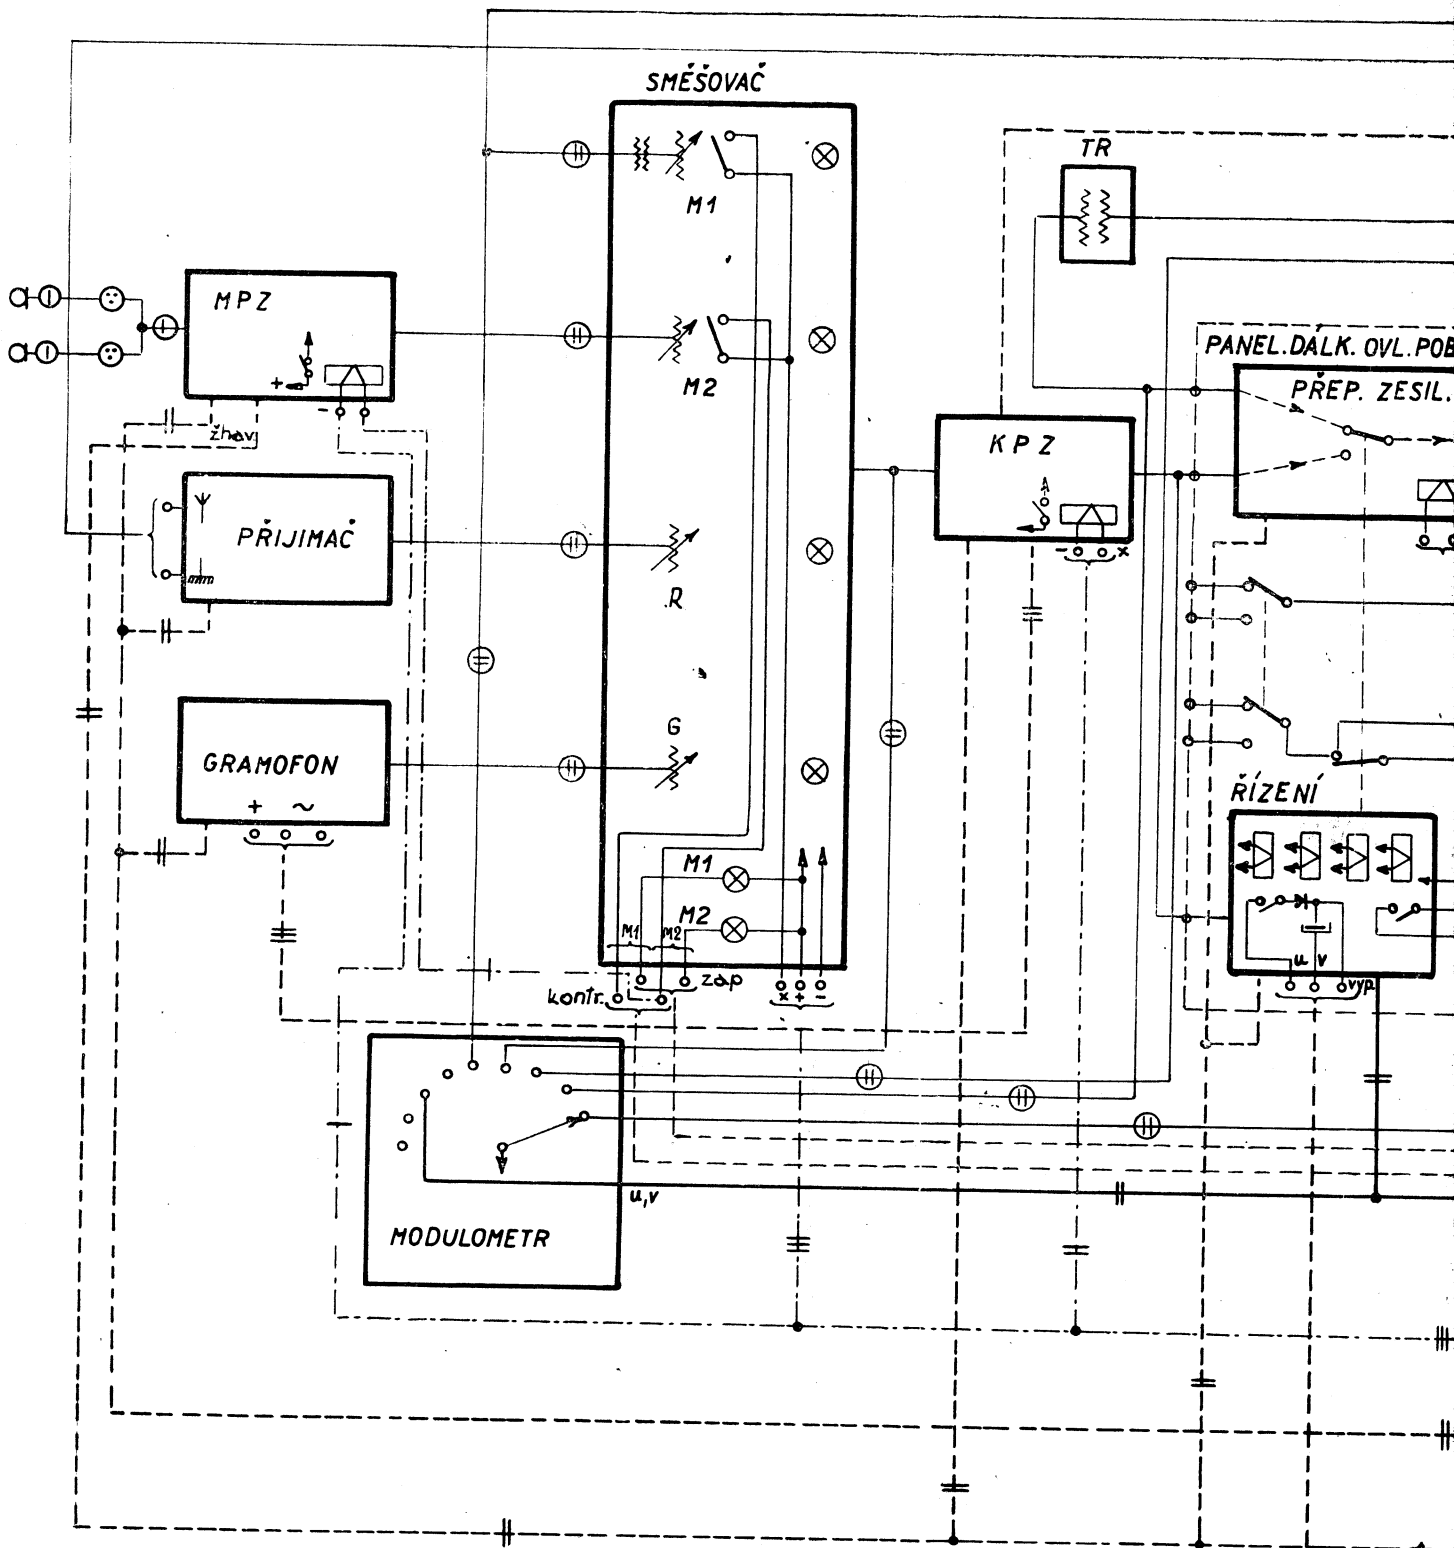 SMĚŠOVAČ
TR
M1
MPZ
M2
PANEL.DÁLK. OVL.POB
PŘEP. ZESIL.
+
-
žhav.
KPZ
PŘIJIMAČ
- x
R
G
GRAMOFON
+ ~
ŘÍZENÍ
M1
M2
M1 M2
zap
kontr.
x + -
u v
vyp.
u,v
MODULOMETR